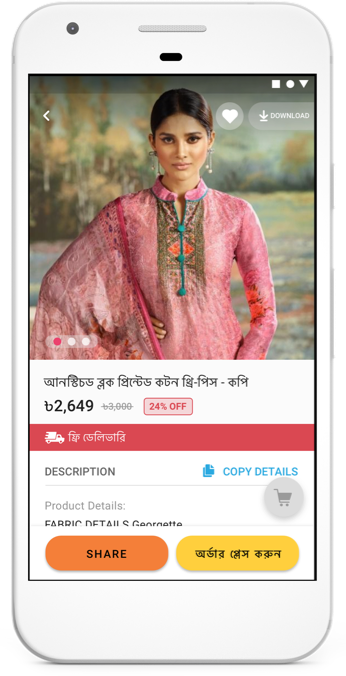 DOWNLOAD
আনস্টিচড ব্লক প্রিন্টেড কটন থ্রি-পিস - কপি
৳2,649 ৳3,000 24% OFF
ফ্রি ডেলিভারি
DESCRIPTION COPY DETAILS
Product Details:
FABRIC DETAILS Georgette
SHARE অর্ডার প্লেস করুন